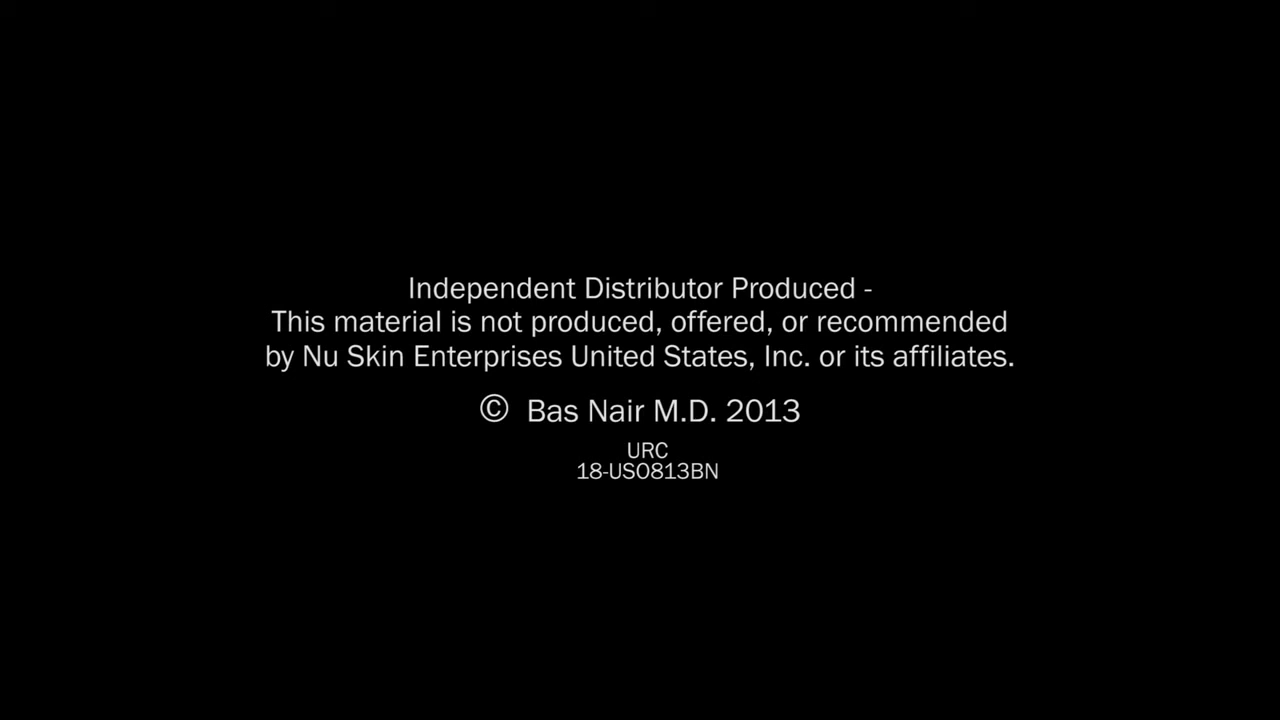 Independent Distributor Produced -
This material is not produced, offered, or recommended
by Nu Skin Enterprises United States, Inc. or its affiliates.
© Bas Nair M.D. 2013
URC
18-US0813BN